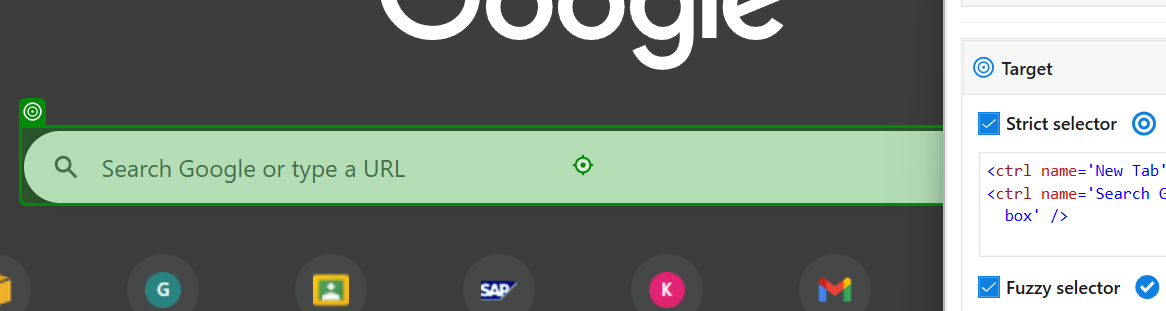 Google
Target
Strict selector
Search Google or type a URL
<ctrl name='New Tab'
<ctrl name='Search G
box' />
G
SAP
K
Fuzzy selector